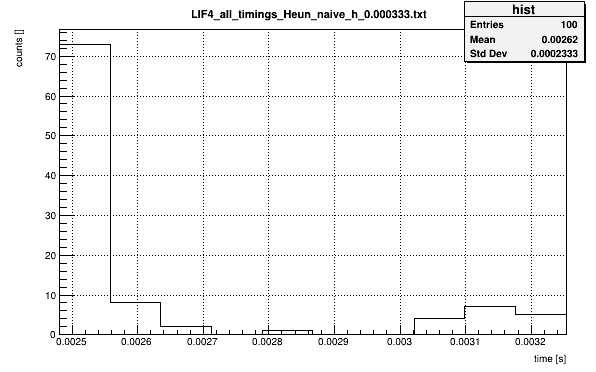 LIF4_all_timings_Heun_naive_h_0.000333.txt
hist
Entries 100
Mean 0.00262
Std Dev 0.0002333
counts []
70
60
50
40
30
20
10
0
0.0025 0.0026 0.0027 0.0028 0.0029 0.003 0.0031 0.0032
time [s]